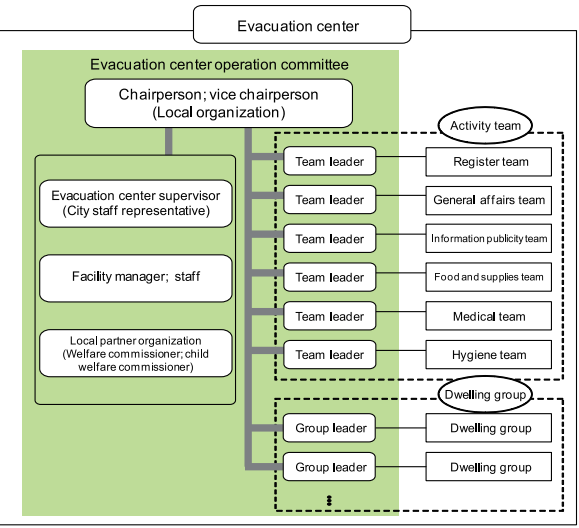 Evacuation center
Evacuation center operation committee
Chairperson; vice chairperson
(Local organization)
Activity team
Team leader
Register team
Evacuation center supervisor
(City staff representative)
Team leader
General affairs team
Team leader
Information publicity team
Facility manager; staff
Team leader
Food and supplies team
Team leader
Medical team
Local partner organization
(Welfare commissioner; child
welfare commissioner)
Team leader
Hygiene team
Dwelling group
Group leader
Dwelling group
Group leader
Dwelling group